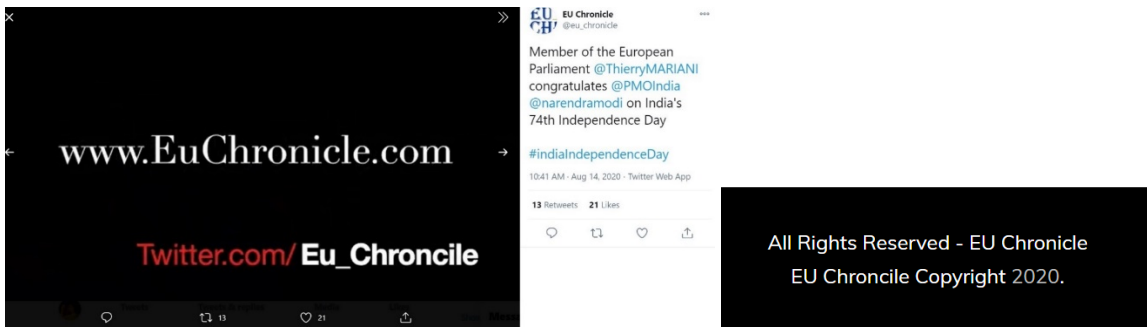 www.EuChronicle.com
Twitter.com/ Eu_Chroncile
13 21
EU
CH
EU Chronicle
@eu_chronicle
Member of the European
Parliament @ThierryMARIANI
congratulates @PMOIndia
@narendramodi on India's
74th Independence Day
#indiaIndependenceDay
10:41 AM · Aug 14, 2020 · Twitter Web App
13 Retweets 21 Likes
All Rights Reserved - EU Chronicle
EU Chroncile Copyright 2020.